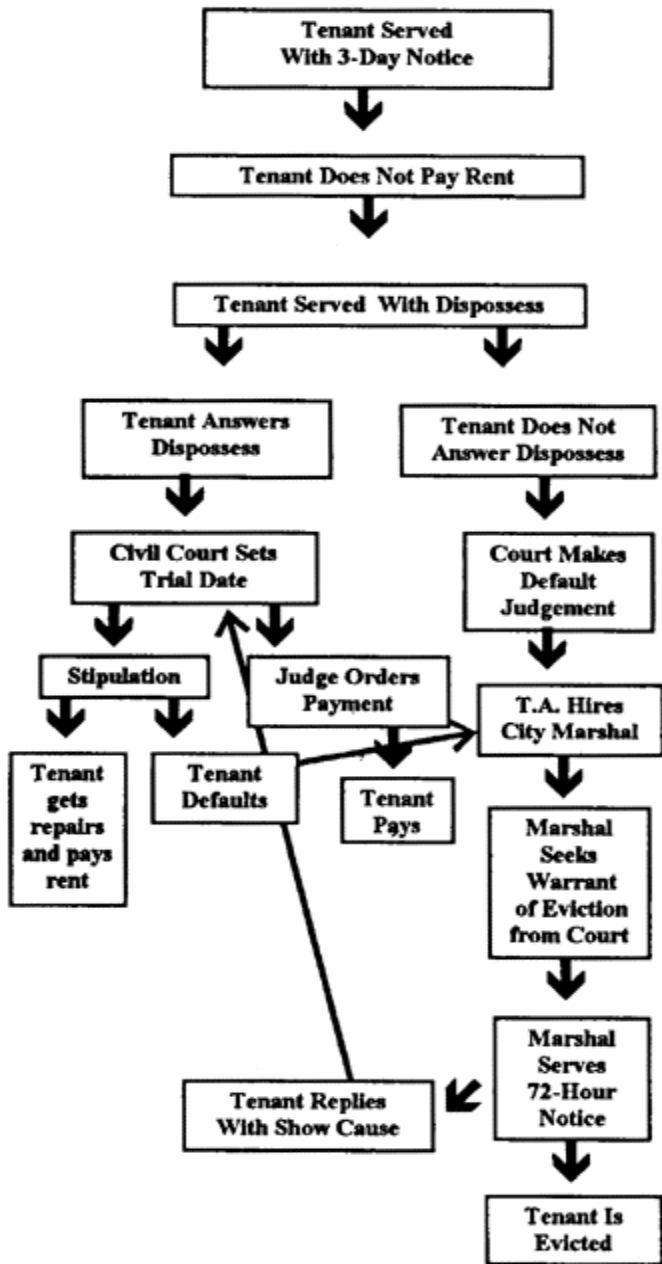 Tenant Served
With 3-Day Notice
Tenant Does Not Pay Rent
Tenant Served With Dispossess
Tenant Answers
Dispossess
Tenant Does Not
Answer Dispossess
Civil Court Sets
Trial Date
Court Makes
Default
Judgement
Stipulation
Judge Orders
Payment
T.A. Hires
City Marshal
Tenant
gets
repairs
and pays
rent
Tenant
Defaults
Tenant
Pays
Marshal
Seeks
Warrant
of Eviction
from Court
Marshal
Serves
72-Hour
Notice
Tenant Replies
With Show Cause
Tenant Is
Evicted